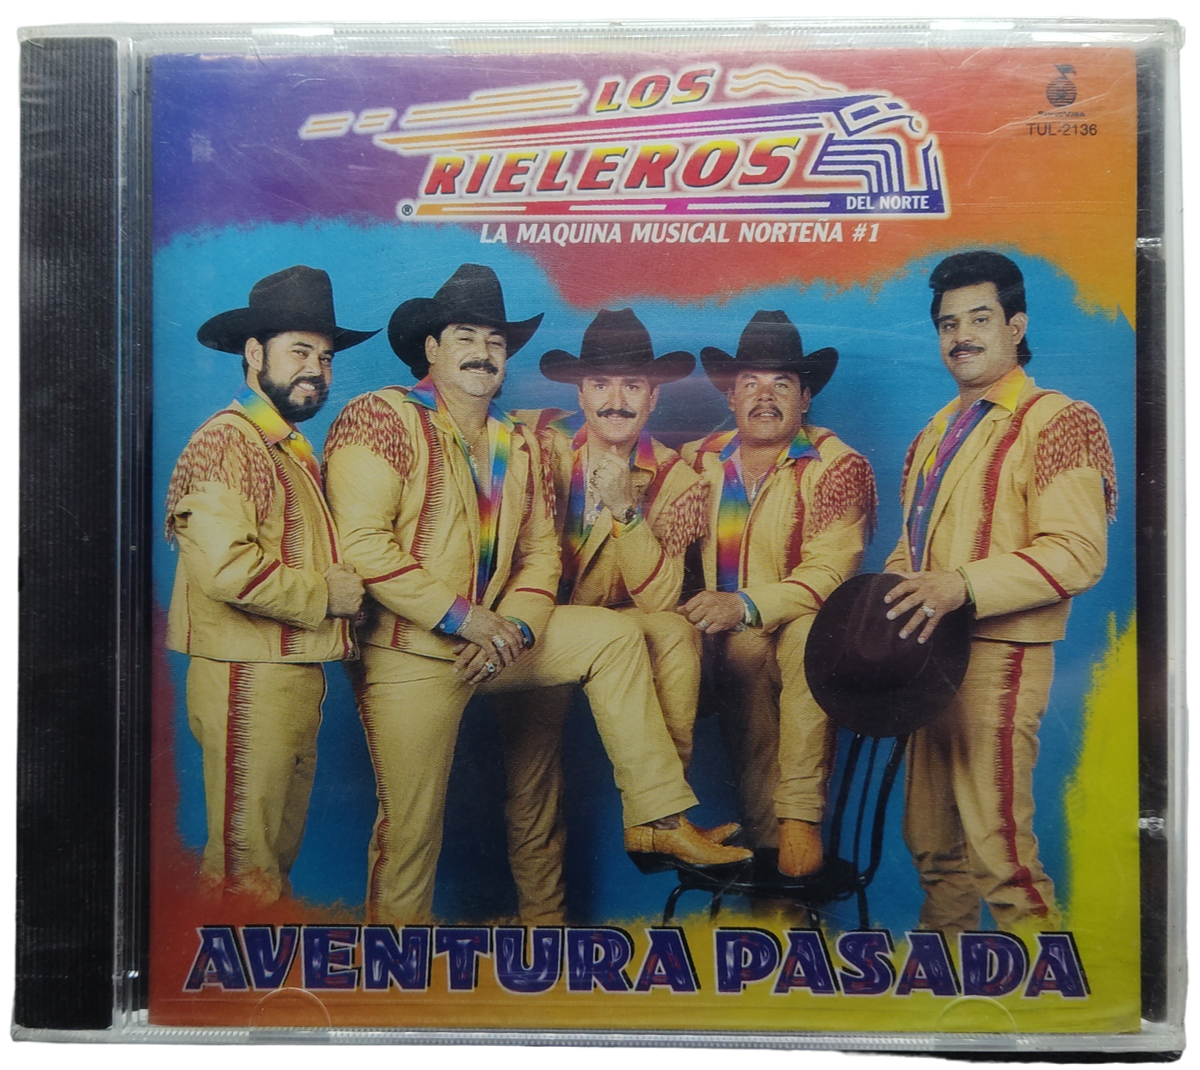 LOS
RIELEROS
DEL NORTE
®
LA MAQUINA MUSICAL NORTEÑA #1
TUL-2136
AVENTURA PASADA